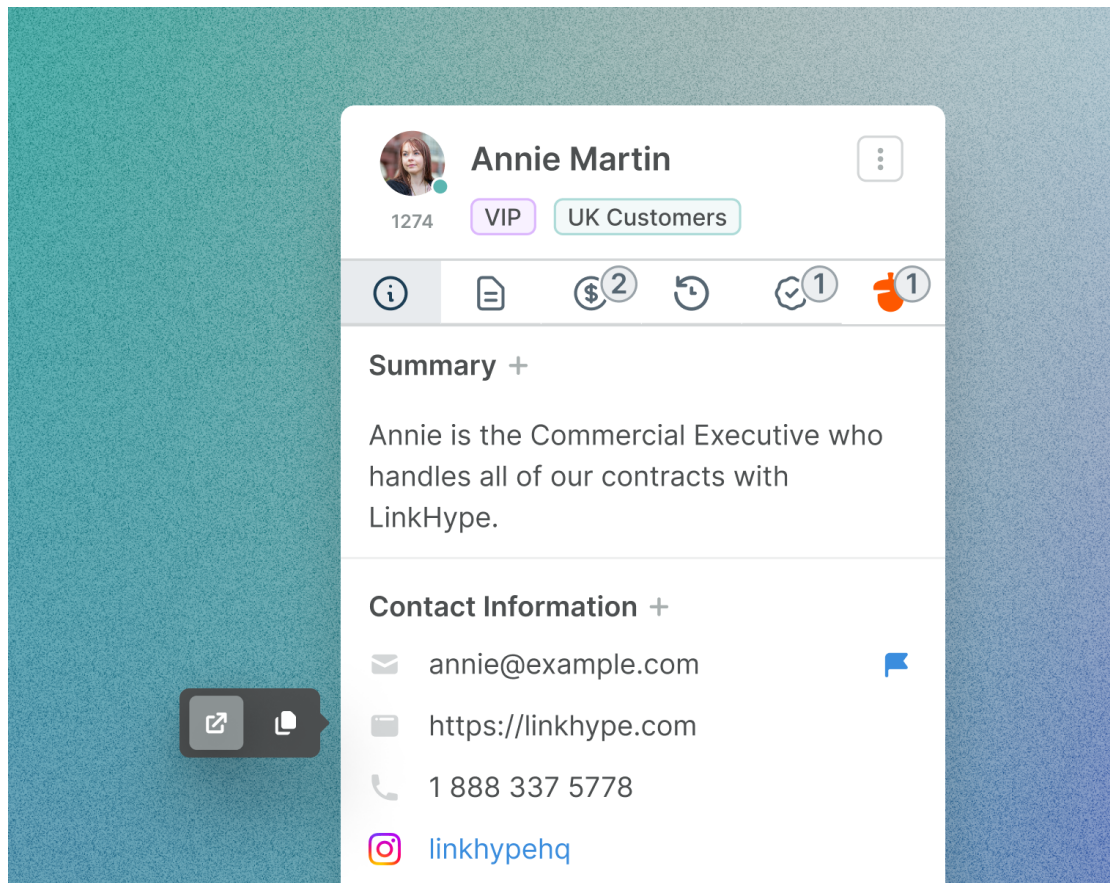 Annie Martin
1274
VIP
UK Customers
2
1
1
Summary +
Annie is the Commercial Executive who
handles all of our contracts with
LinkHype.
Contact Information +
annie@example.com
https://linkhype.com
1 888 337 5778
linkhypehq